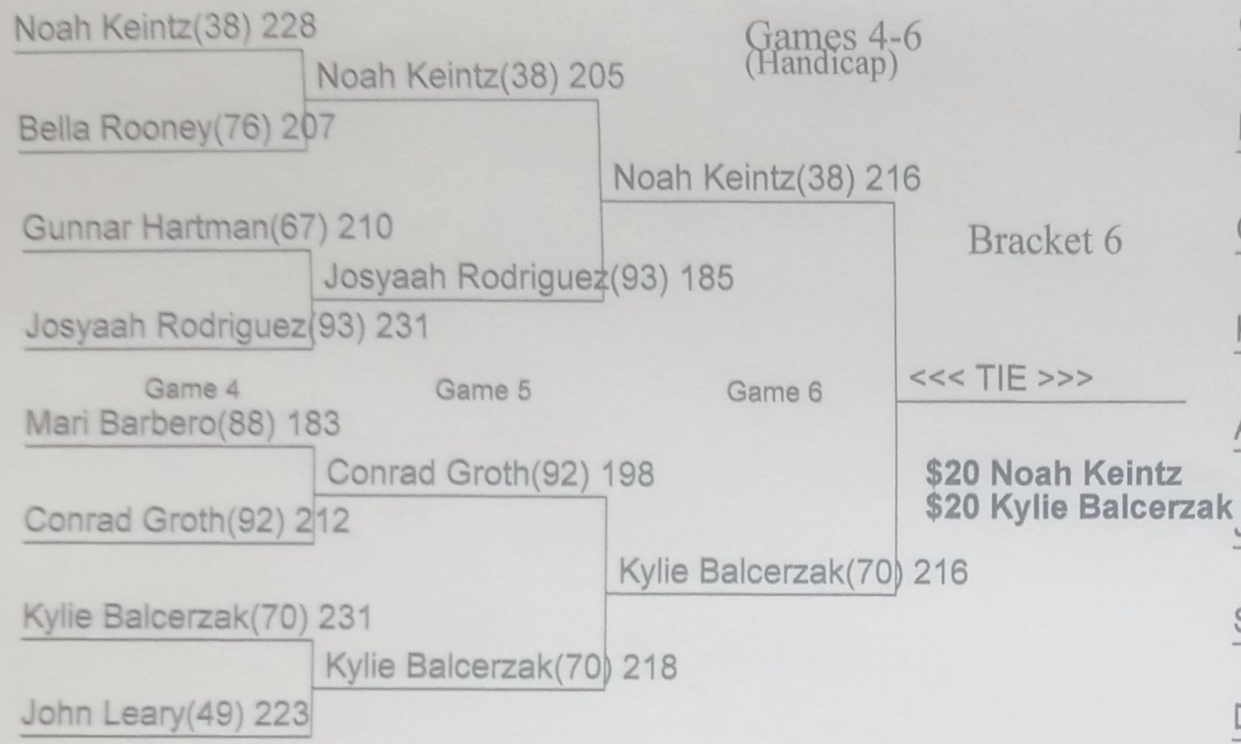 Noah Keintz(38) 228
Games 4-6
(Handicap)
Noah Keintz(38) 205
Bella Rooney(76) 207
Noah Keintz(38) 216
Gunnar Hartman(67) 210
Bracket 6
Josyaah Rodriguez(93) 185
Josyaah Rodriguez(93) 231
Game 4
Game 5
Game 6
<<< TIE >>>
Mari Barbero(88) 183
Conrad Groth(92) 198
$20 Noah Keintz
$20 Kylie Balcerzak
Conrad Groth(92) 212
Kylie Balcerzak(70) 216
Kylie Balcerzak(70) 231
Kylie Balcerzak(70) 218
John Leary(49) 223